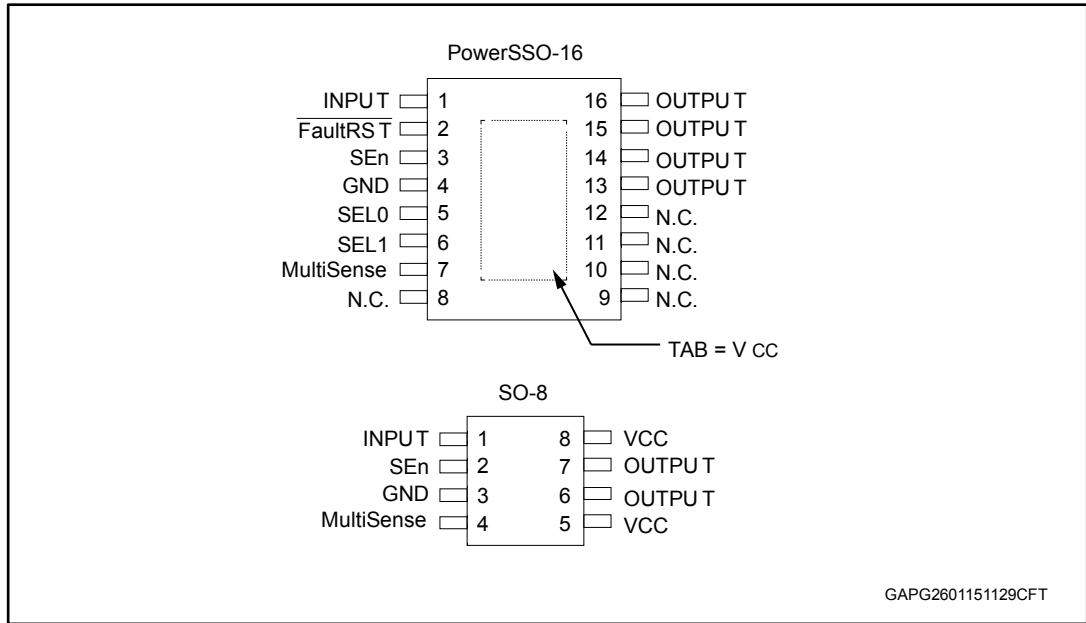 PowerSSO-16
INPUT 1 16 OUTPUT
FaultRST 2 15 OUTPUT
SEn 3 14 OUTPUT
GND 4 13 OUTPUT
SEL0 5 12 N.C.
SEL1 6 11 N.C.
MultiSense 7 10 N.C.
N.C. 8 9 N.C.
TAB = V CC
SO-8
INPUT 1 8 VCC
SEn 2 7 OUTPUT
GND 3 6 OUTPUT
MultiSense 4 5 VCC
GAPG2601151129CFT